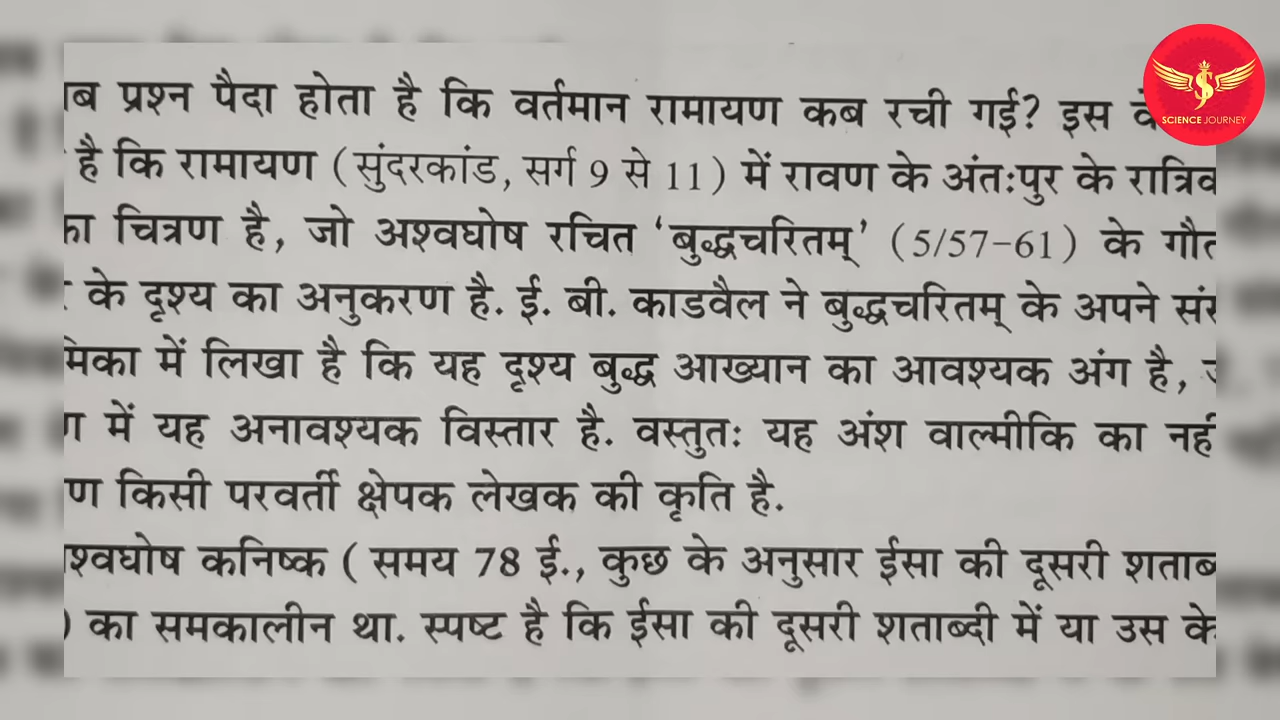 ब प्रश्न पैदा होता है कि वर्तमान रामायण कब रची गई? इस
है कि रामायण (सुंदरकांड, सर्ग 9 से 11) में रावण के अंतःपुर के रात्रिव
का चित्रण है, जो अश्वघोष रचित 'बुद्धचरितम्' (5/57-61) के गौत
के दृश्य का अनुकरण है. ई. बी. काडवैल ने बुद्धचरितम् के अपने संस
मिका में लिखा है कि यह दृश्य बुद्ध आख्यान का आवश्यक अंग है,
में यह अनावश्यक विस्तार है. वस्तुतः यह अंश वाल्मीकि का नहीं
ण किसी परवर्ती क्षेपक लेखक की कृति है.
श्वघोष कनिष्क ( समय 78 ई., कुछ के अनुसार ईसा की दूसरी शताब्
) का समकालीन था. स्पष्ट है कि ईसा की दूसरी शताब्दी में या उस के
SCIENCE JOURNEY